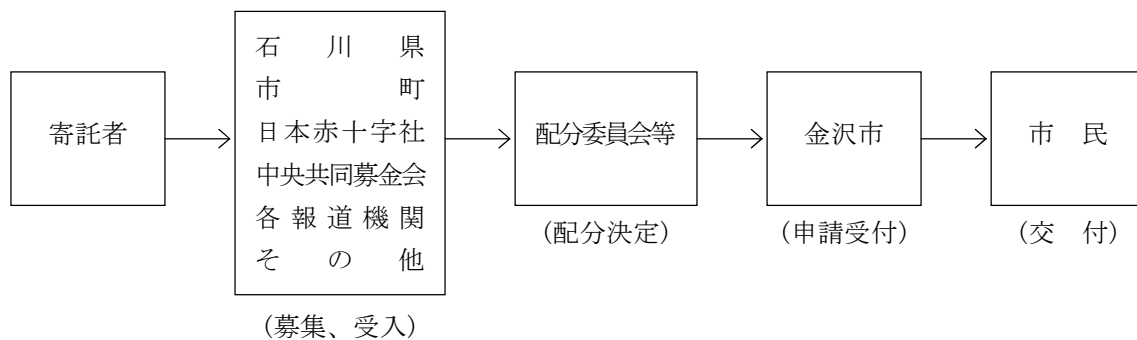 寄託者
石川県
市町
日本赤十字社
中央共同募金会
各報道機関
その他
(募集、受入)
配分委員会等
(配分決定)
金沢市
(申請受付)
市民
(交付)